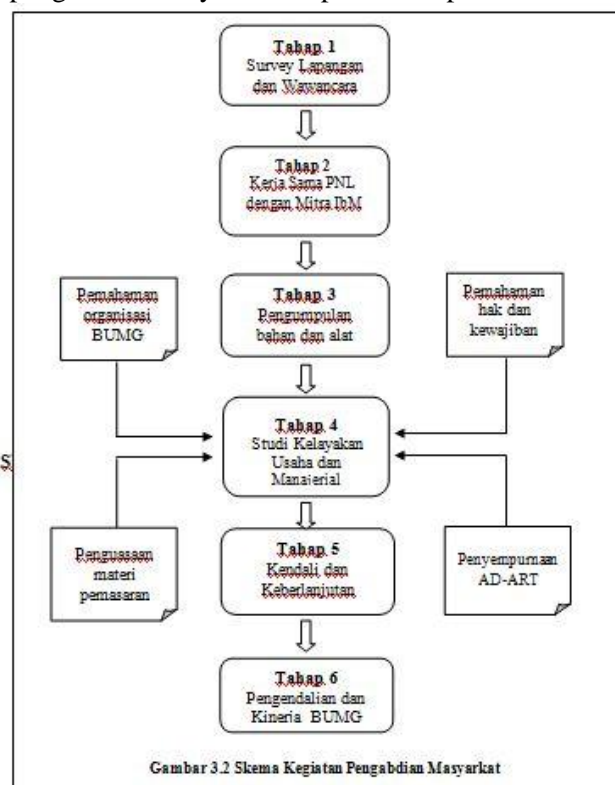 Tahap 1
Survey Lapangan
dan Wawancara
Tahap 2
Kerja Sama PNL
dengan Mitra IbM
Pemahaman
organisasi
BUMG
Tahap 3
Pengumpulan
bahan dan alat
Pemahaman
hak dan
kewajiban
Tahap 4
Studi Kelayakan
Usaha dan
Manajerial
S
Penguasaan
materi
pemasaran
Tahap 5
Kendali dan
Keberlanjutan
Penyempurnaan
AD-ART
Tahap 6
Pengendalian dan
Kinerja BUMG
Gambar 3.2 Skema Kegiatan Pengabdian Masyarkat